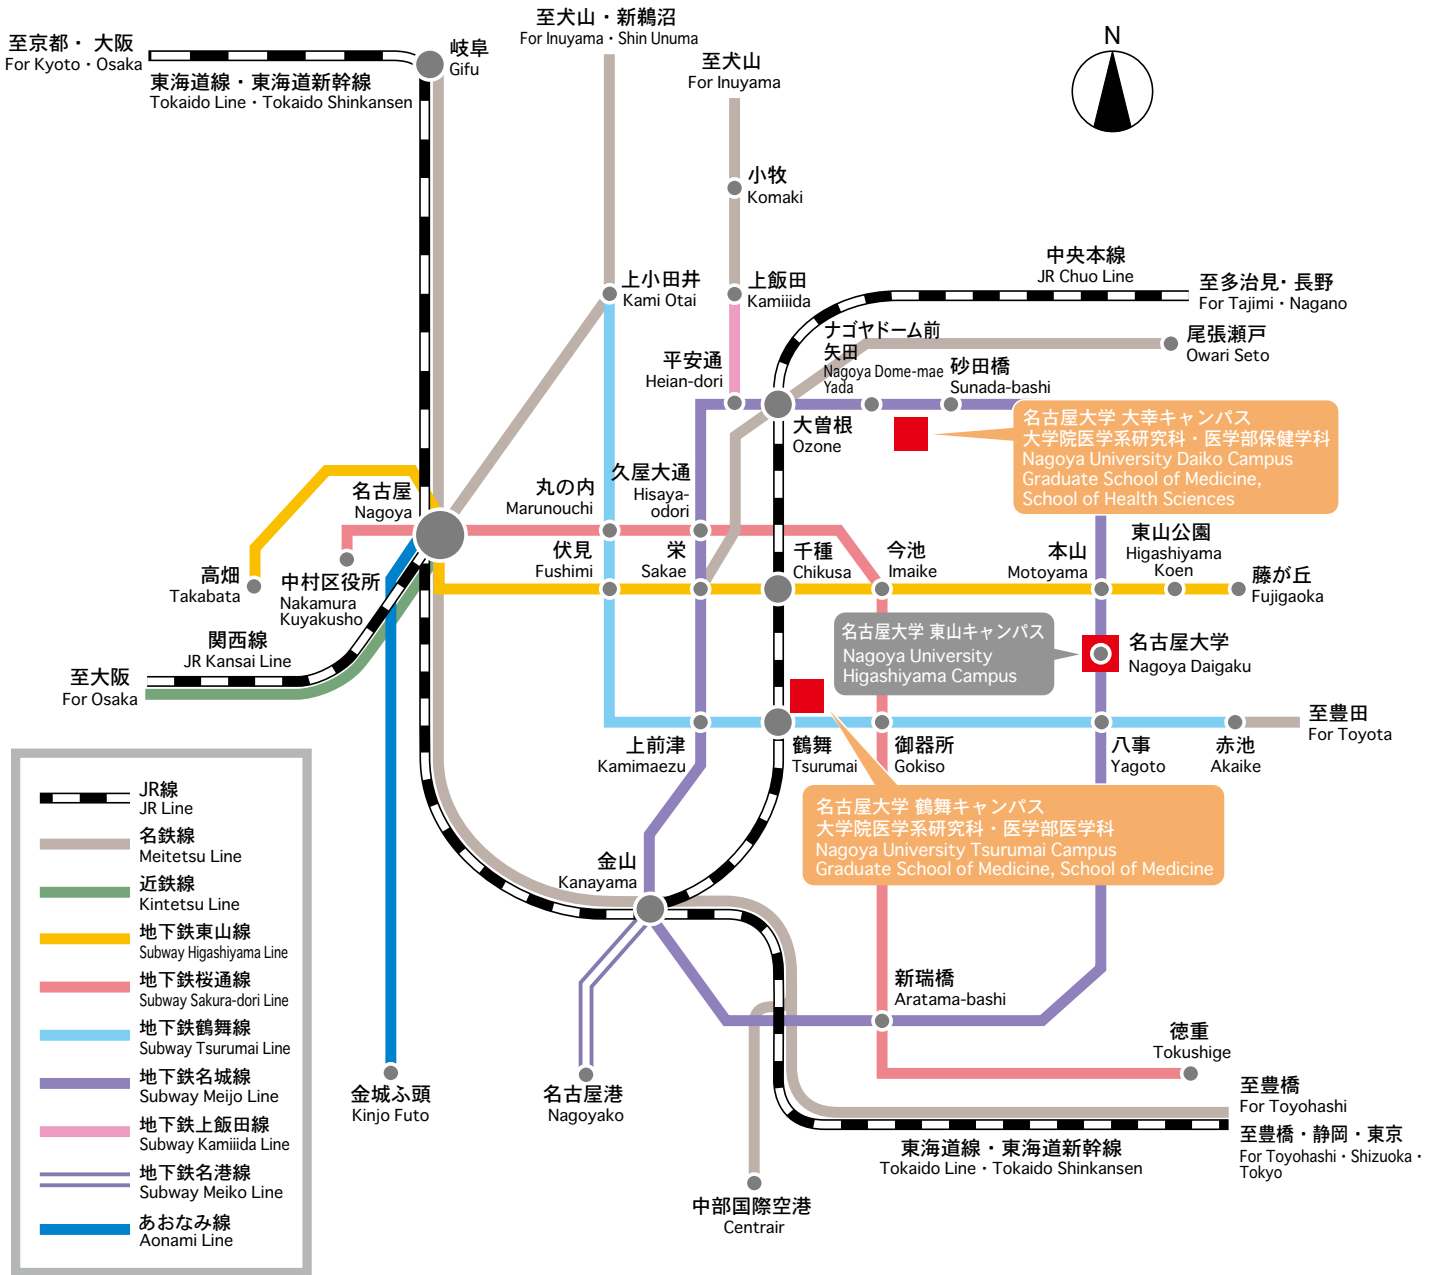 至京都・ 大阪
For Kyoto・Osaka
東海道線・東海道新幹線
Tokaido Line・Tokaido Shinkansen
岐阜
Gifu
至犬山・新鵜沼
For Inuyama・Shin Unuma
至犬山
For Inuyama
N
小牧
Komaki
上小田井
Kami Otai
上飯田
Kamiiida
中央本線
JR Chuo Line
至多治見・長野
For Tajimi・Nagano
尾張瀬戸
Owari Seto
ナゴヤドーム前
矢田
Nagoya Dome-mae
Yada
砂田橋
Sunada-bashi
平安通
Heian-dori
大曽根
Ozone
名古屋大学 大幸キャンパス
大学院医学系研究科・医学部保健学科
Nagoya University Daiko Campus
Graduate School of Medicine,
School of Health Sciences
名古屋
Nagoya
丸の内
Marunouchi
久屋大通
Hisaya-
odori
高畑
Takabata
中村区役所
Nakamura
Kuyakusho
伏見
Fushimi
栄
Sakae
千種
Chikusa
今池
Imaike
本山
Motoyama
東山公園
Higashiyama
Koen
藤が丘
Fujigaoka
関西線
JR Kansai Line
至大阪
For Osaka
名古屋大学 東山キャンパス
Nagoya University
Higashiyama Campus
名古屋大学
Nagoya Daigaku
上前津
Kamimaezu
鶴舞
Tsurumai
御器所
Gokiso
八事
Yagoto
赤池
Akaike
至豊田
For Toyota
名古屋大学 鶴舞キャンパス
大学院医学系研究科・医学部医学科
Nagoya University Tsurumai Campus
Graduate School of Medicine, School of Medicine
金山
Kanayama
新瑞橋
Aratama-bashi
徳重
Tokushige
金城ふ頭
Kinjo Futo
名古屋港
Nagoyako
至豊橋
For Toyohashi
至豊橋・静岡・東京
For Toyohashi・Shizuoka・
Tokyo
東海道線・東海道新幹線
Tokaido Line・Tokaido Shinkansen
中部国際空港
Centrair
JR線
JR Line
名鉄線
Meitetsu Line
近鉄線
Kintetsu Line
地下鉄東山線
Subway Higashiyama Line
地下鉄桜通線
Subway Sakura-dori Line
地下鉄鶴舞線
Subway Tsurumai Line
地下鉄名城線
Subway Meijo Line
地下鉄上飯田線
Subway Kamiiida Line
地下鉄名港線
Subway Meiko Line
あおなみ線
Aonami Line